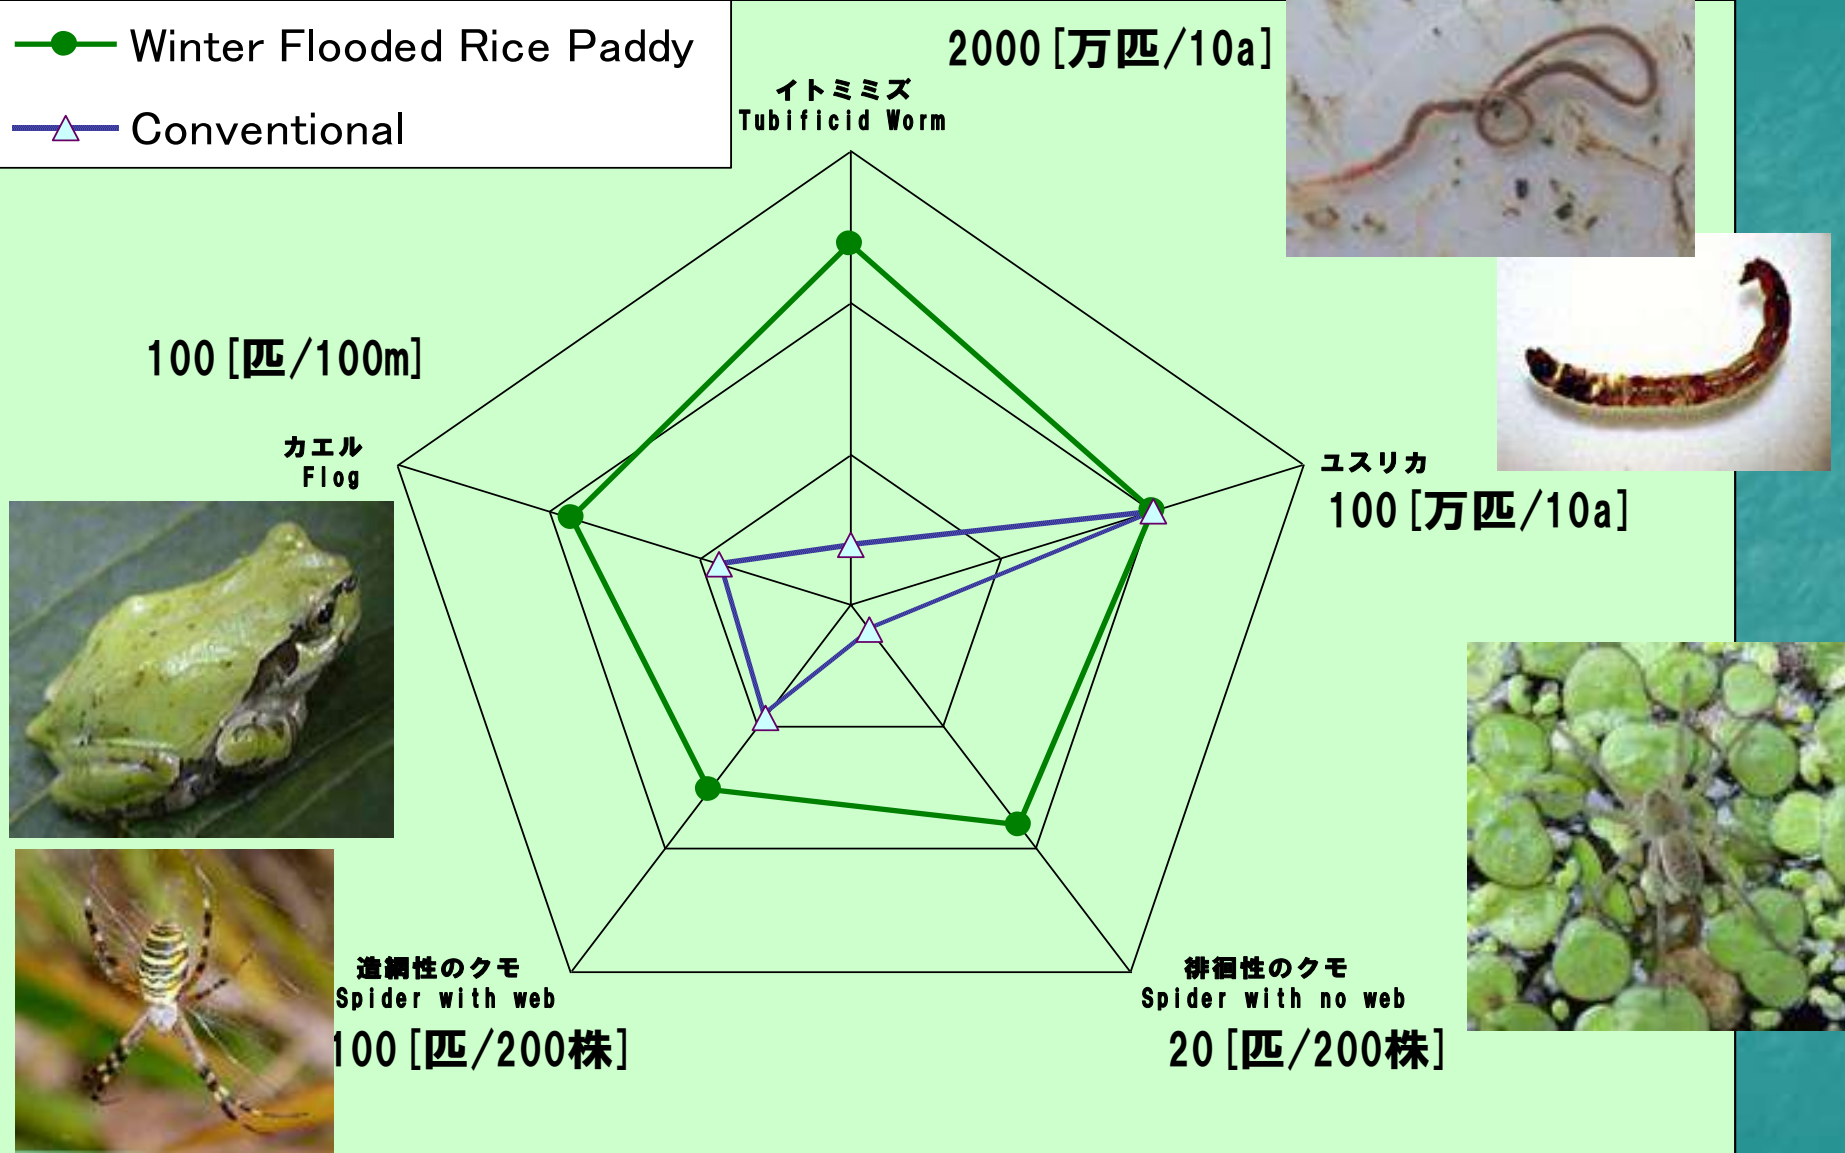 Winter Flooded Rice Paddy
Conventional
2000[万匹/10a]
イトミミズ
Tubificid Worm
100[匹/100m]
カエル
Flog
ユスリカ
100[万匹/10a]
造網性のクモ
Spider with web
100[匹/200株]
徘徊性のクモ
Spider with no web
20[匹/200株]